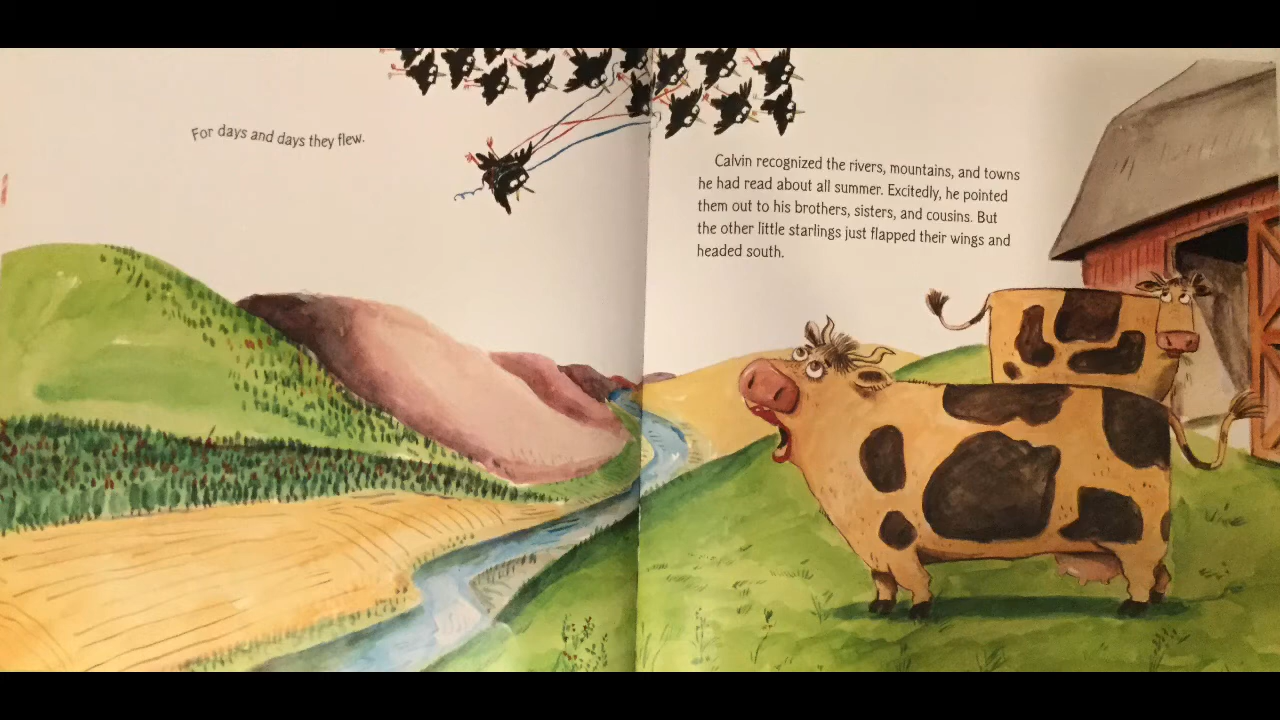 For days and days they flew.
Calvin recognized the rivers, mountains, and towns
he had read about all summer. Excitedly, he pointed
them out to his brothers, sisters, and cousins. But
the other little starlings just flapped their wings and
headed south.